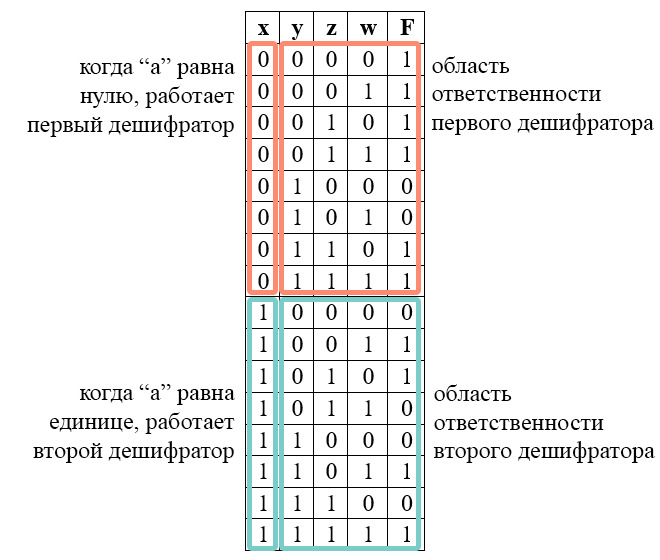 x y z w F
когда “а” равна
нулю, работает
первый дешифратор
0 0 0 0 1
0 0 0 1 1
0 0 1 0 1
0 0 1 1 1
0 1 0 0 0
0 1 0 1 0
0 1 1 0 1
0 1 1 1 1
область
ответственности
первого дешифратора
когда “а” равна
единице, работает
второй дешифратор
1 0 0 0 0
1 0 0 1 1
1 0 1 0 1
1 0 1 1 0
1 1 0 0 0
1 1 0 1 1
1 1 1 0 0
1 1 1 1 1
область
ответственности
второго дешифратора